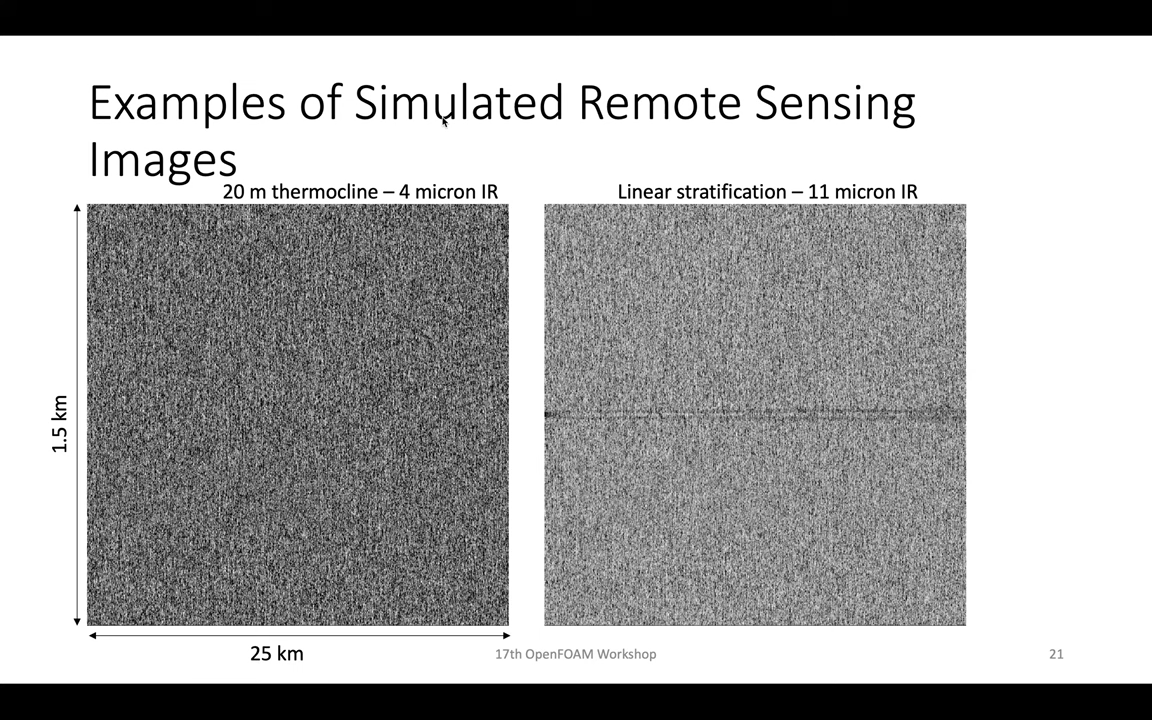 Examples of Simulated Remote Sensing
Images
20 m thermocline – 4 micron IR
Linear stratification – 11 micron IR
1.5 km
25 km
17th OpenFOAM Workshop
21